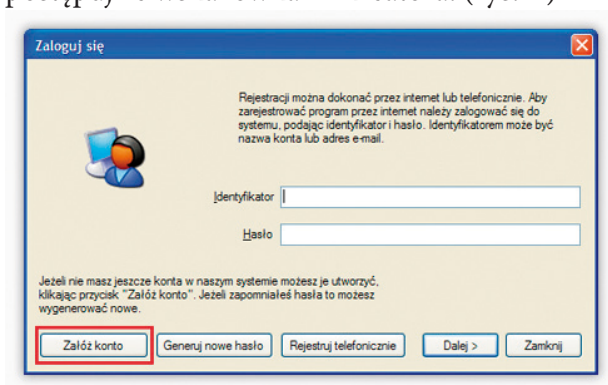 Zaloguj się
Rejestracji można dokonać przez internet lub telefonicznie. Aby
zarejestrować program przez internet należy zalogować się do
systemu, podając identyfikator i hasło. Identyfikatorem może być
nazwa konta lub adres e-mail.
Identyfikator
Hasło
Jeżeli nie masz jeszcze konta w naszym systemie możesz je utworzyć,
klikając przycisk "Załóż konto". Jeżeli zapomniałeś hasła to możesz
wygenerować nowe.
Załóż konto Generuj nowe hasło Rejestruj telefonicznie Dalej > Zamknij